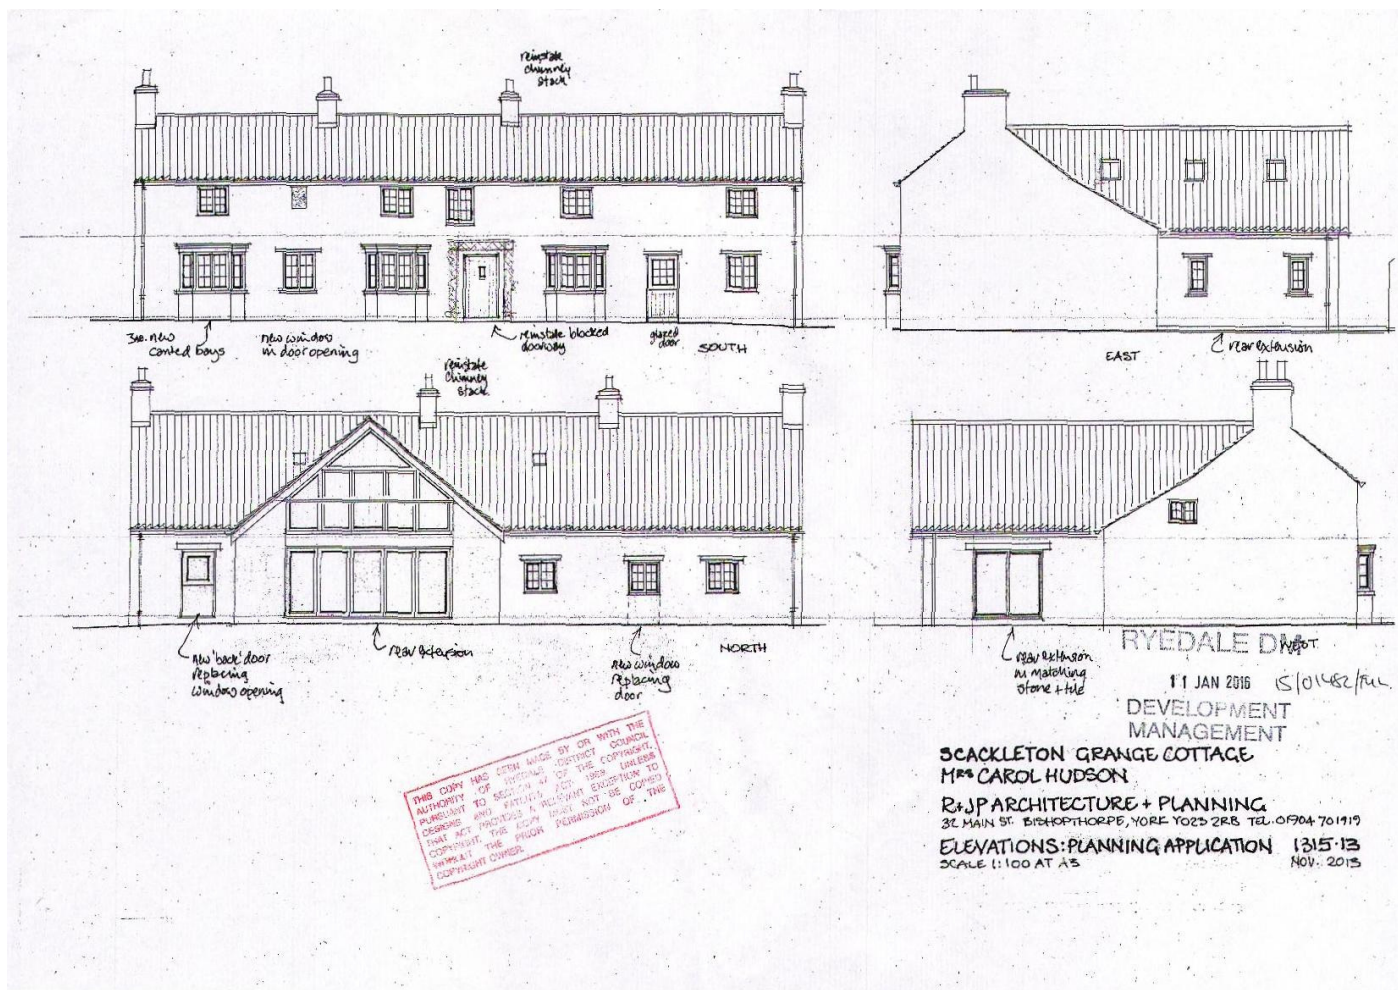 reinstate
chimney
stack
3no. new
canted bays
new window
in door opening
reinstate blocked
doorway
glazed
door
SOUTH
EAST
rear extension
reinstate
chimney
stack
new 'back' door
replacing
window opening
rear extension
new window
replacing
door
NORTH
rear extension
in matching
stone + tile
WEST
RYEDALE DM
11 JAN 2016
15/01482/FUL
DEVELOPMENT
MANAGEMENT
SCACKLETON GRANGE COTTAGE
MRS CAROL HUDSON
R+JP ARCHITECTURE + PLANNING
32 MAIN ST. BISHOPTHORPE, YORK YO23 2RB TEL. 01904 701919
ELEVATIONS: PLANNING APPLICATION 1315·13
SCALE 1:100 AT A3 NOV. 2013
THIS COPY HAS BEEN MADE BY OR WITH THE
AUTHORITY OF RYEDALE DISTRICT COUNCIL
PURSUANT TO SECTION OF THE COPYRIGHT,
DESIGNS AND PATENTS ACT UNLESS
THAT ACT PROVIDES A RELEVANT EXCEPTION TO
COPYRIGHT, THE COPY MUST NOT BE COPIED
WITHOUT THE PRIOR PERMISSION OF THE
COPYRIGHT OWNER